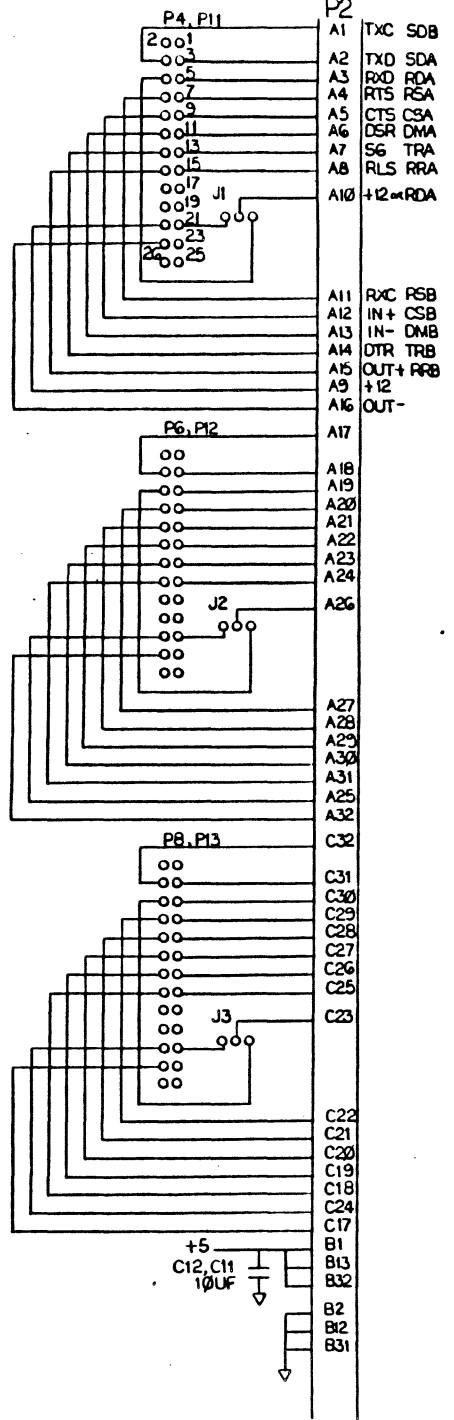 P2
P4, P11
A1 TXC SDB
2 1
3 A2 TXD SDA
5 A3 RXD RDA
7 A4 RTS RSA
9 A5 CTS CSA
11 A6 DSR DMA
13 A7 SG TRA
15 A8 RLS RRA
17
19 J1 A10 +12 or RDA
21
23
26 25
A11 RXC RSB
A12 IN+ CSB
A13 IN- DMB
A14 DTR TRB
A15 OUT+ RRB
A9 +12
A16 OUT-
P6, P12 A17
A18
A19
A20
A21
A22
A23
A24
J2 A26
A27
A28
A29
A30
A31
A25
A32
P8, P13 C32
C31
C30
C29
C28
C27
C26
C25
J3 C23
C22
C21
C20
C19
C18
C24
C17
+5 B1
C12, C11 B13
10UF B32
B2
B12
B31